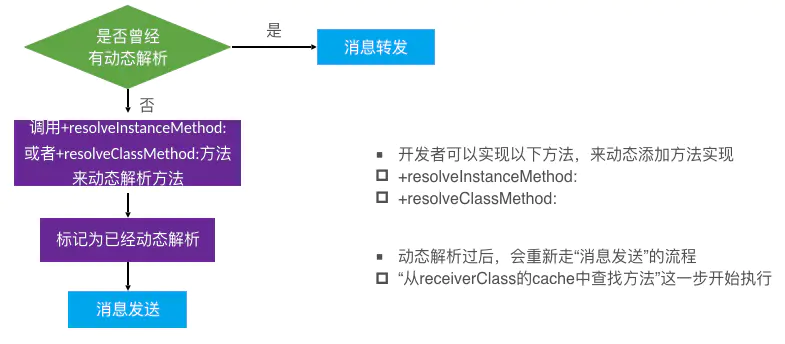 是否曾经
有动态解析
是
消息转发
否
调用+resolveInstanceMethod:
或者+resolveClassMethod:方法
来动态解析方法
标记为已经动态解析
消息发送
▪ 开发者可以实现以下方法，来动态添加方法实现
❑ +resolveInstanceMethod:
❑ +resolveClassMethod:
▪ 动态解析过后，会重新走“消息发送”的流程
❑ “从receiverClass的cache中查找方法”这一步开始执行